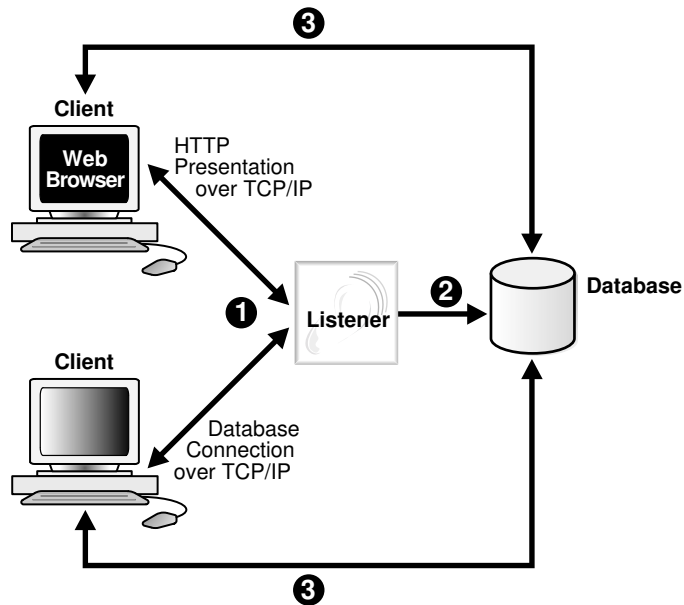 3
Client
Web
Browser
HTTP
Presentation
over TCP/IP
1
Listener
2
Database
Client
Database
Connection
over TCP/IP
3